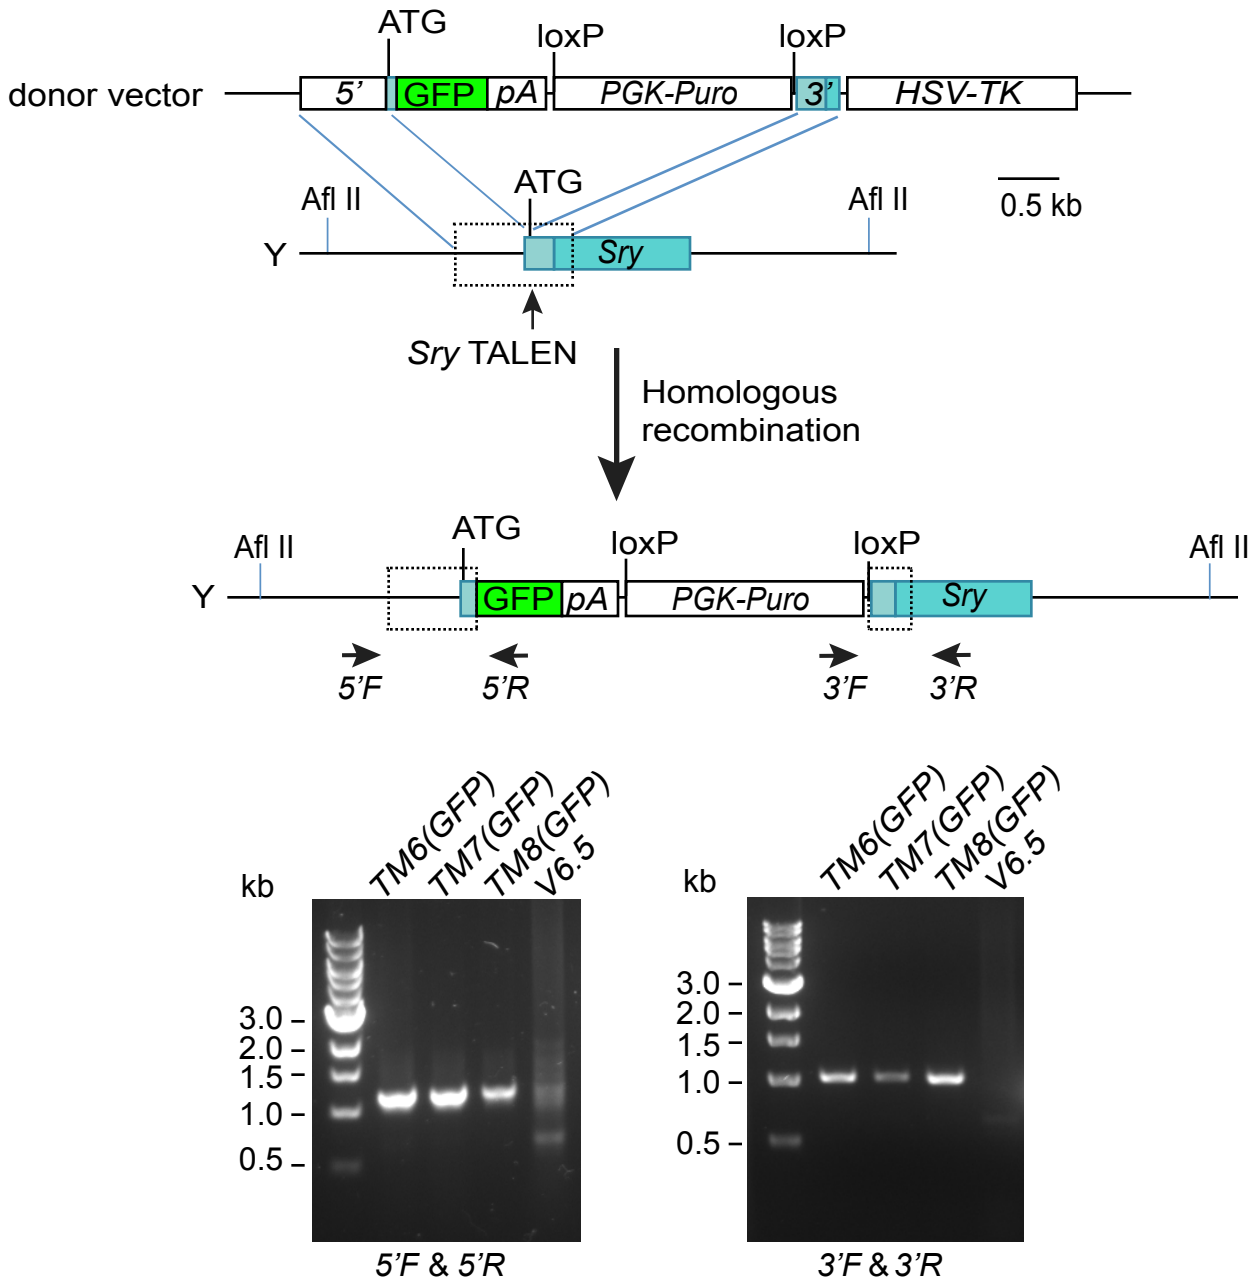 ATG
loxP
loxP
donor vector
5’
GFP
pA
PGK-Puro
3’
HSV-TK
ATG
Afl II
Afl II
0.5 kb
Y
Sry
Sry TALEN
Homologous
recombination
ATG
loxP
loxP
Afl II
Afl II
Y
GFP
pA
PGK-Puro
Sry
5’F
5’R
3’F
3’R
kb
TM6(GFP)
TM7(GFP)
TM8(GFP)
V6.5
3.0
2.0
1.5
1.0
0.5
5’F & 5’R
kb
TM6(GFP)
TM7(GFP)
TM8(GFP)
V6.5
3.0
2.0
1.5
1.0
0.5
3’F & 3’R